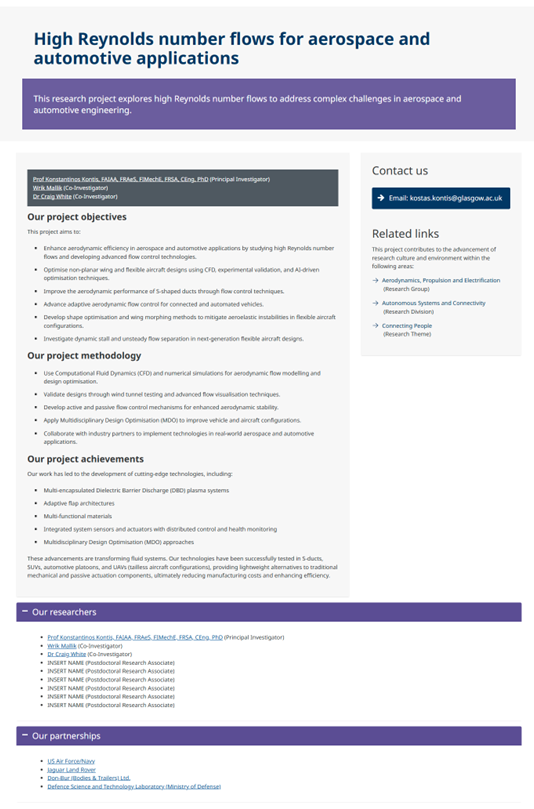 High Reynolds number flows for aerospace and
automotive applications
This research project explores high Reynolds number flows to address complex challenges in aerospace and
automotive engineering.
Prof Konstantinos Kontis, FAIAA, FRAeS, FIMechE, FRSA, CEng, PhD (Principal Investigator)
Wrik Mallik (Co-Investigator)
Dr Craig White (Co-Investigator)
Our project objectives
This project aims to:
• Enhance aerodynamic efficiency in aerospace and automotive applications by studying high Reynolds number
flows and developing advanced flow control technologies.
• Optimise non-planar wing and flexible aircraft designs using CFD, experimental validation, and AI-driven
optimisation techniques.
• Improve the aerodynamic performance of S-shaped ducts through flow control techniques.
• Advance adaptive aerodynamic flow control for connected and automated vehicles.
• Develop shape optimisation and wing morphing methods to mitigate aeroelastic instabilities in flexible aircraft
configurations.
• Investigate dynamic stall and unsteady flow separation in next-generation flexible aircraft designs.
Our project methodology
• Use Computational Fluid Dynamics (CFD) and numerical simulations for aerodynamic flow modelling and
design optimisation.
• Validate designs through wind tunnel testing and advanced flow visualisation techniques.
• Develop active and passive flow control mechanisms for enhanced aerodynamic stability.
• Apply Multidisciplinary Design Optimisation (MDO) to improve vehicle and aircraft configurations.
• Collaborate with industry partners to implement technologies in real-world aerospace and automotive
applications.
Our project achievements
Our work has led to the development of cutting-edge technologies, including:
• Multi-encapsulated Dielectric Barrier Discharge (DBD) plasma systems
• Adaptive flap architectures
• Multi-functional materials
• Integrated system sensors and actuators with distributed control and health monitoring
• Multidisciplinary Design Optimisation (MDO) approaches
These advancements are transforming fluid systems. Our technologies have been successfully tested in S-ducts,
SUVs, automotive platoons, and UAVs (tailless aircraft configurations), providing lightweight alternatives to traditional
mechanical and passive actuation components, ultimately reducing manufacturing costs and enhancing efficiency.
Contact us
→ Email: kostas.kontis@glasgow.ac.uk
Related links
This project contributes to the advancement of
research culture and environment within the
following areas:
→ Aerodynamics, Propulsion and Electrification
(Research Group)
→ Autonomous Systems and Connectivity
(Research Division)
→ Connecting People
(Research Theme)
− Our researchers
• Prof Konstantinos Kontis, FAIAA, FRAeS, FIMechE, FRSA, CEng, PhD (Principal Investigator)
• Wrik Mallik (Co-Investigator)
• Dr Craig White (Co-Investigator)
• INSERT NAME (Postdoctoral Research Associate)
• INSERT NAME (Postdoctoral Research Associate)
• INSERT NAME (Postdoctoral Research Associate)
• INSERT NAME (Postdoctoral Research Associate)
• INSERT NAME (Postdoctoral Research Associate)
• INSERT NAME (Postdoctoral Research Associate)
− Our partnerships
• US Air Force/Navy
• Jaguar Land Rover
• Don-Bur (Bodies & Trailers) Ltd.
• Defense Science and Technology Laboratory (Ministry of Defense)